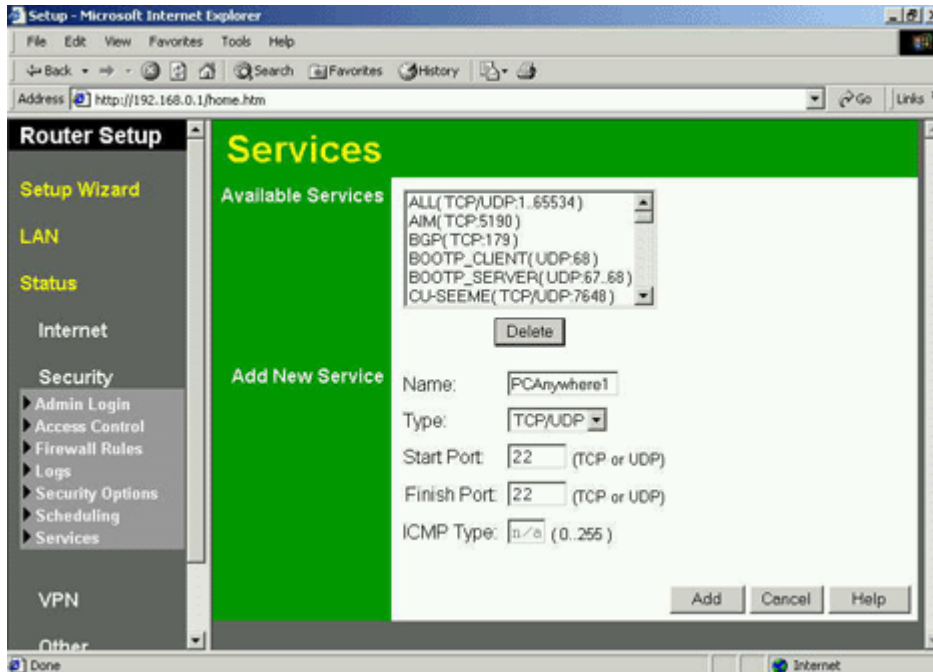 Setup - Microsoft Internet Explorer
File Edit View Favorites Tools Help
Back Search Favorites History
Address http://192.168.0.1/home.htm Go Links
Router Setup
Setup Wizard
LAN
Status
Internet
Security
Admin Login
Access Control
Firewall Rules
Logs
Security Options
Scheduling
Services
VPN
Other
Services
Available Services
ALL(TCP/UDP:1..65534)
AIM(TCP:5190)
BGP(TCP:179)
BOOTP_CLIENT(UDP:68)
BOOTP_SERVER(UDP:67..68)
CU-SEEME(TCP/UDP:7648)
Delete
Add New Service
Name: PCAnywhere1
Type: TCP/UDP
Start Port: 22 (TCP or UDP)
Finish Port: 22 (TCP or UDP)
ICMP Type: n/a (0..255)
Add Cancel Help
Done Internet